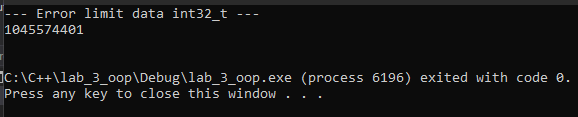 --- Error limit data int32_t ---
1045574401
C:\C++\lab_3_oop\Debug\lab_3_oop.exe (process 6196) exited with code 0.
Press any key to close this window . . .